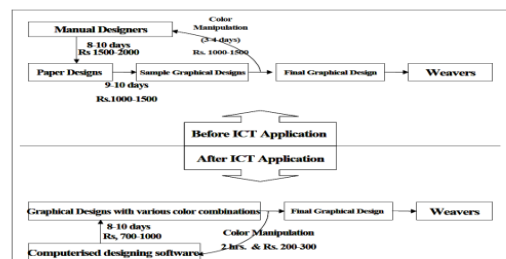 Color
Manipulation
(3-4 days)
Rs. 1000-1500
Manual Designers
8-10 days
Rs 1500-2000
Paper Designs
Sample Graphical Designs
Final Graphical Design
Weavers
9-10 days
Rs.1000-1500
Before ICT Application
After ICT Application
Graphical Designs with various color combinations
Final Graphical Design
Weavers
8-10 days
Rs, 700-1000
Color Manipulation
2 hrs. & Rs. 200-300
Computerised designing software